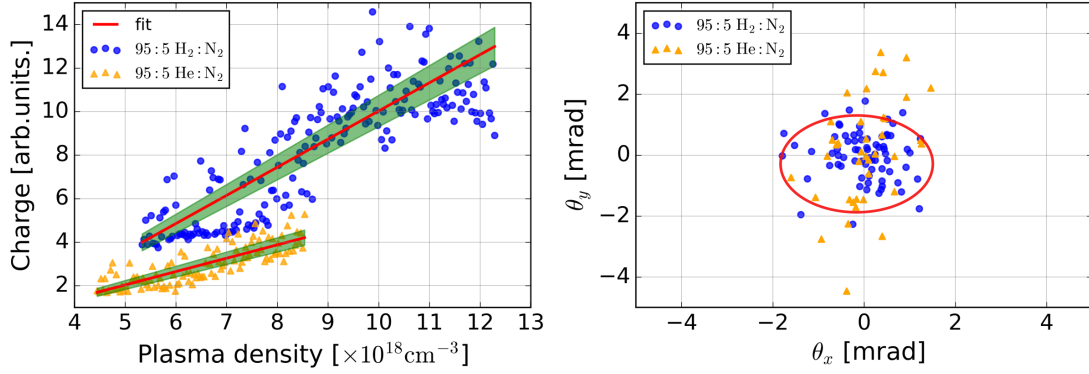 14
12
10
8
6
4
2
Charge [arb.units.]
fit
95:5 H₂:N₂
95:5 He:N₂
4 5 6 7 8 9 10 11 12 13
Plasma density [×10¹⁸cm⁻³]
4
2
0
−2
−4
θ_y [mrad]
95:5 H₂:N₂
95:5 He:N₂
−4 −2 0 2 4
θ_x [mrad]